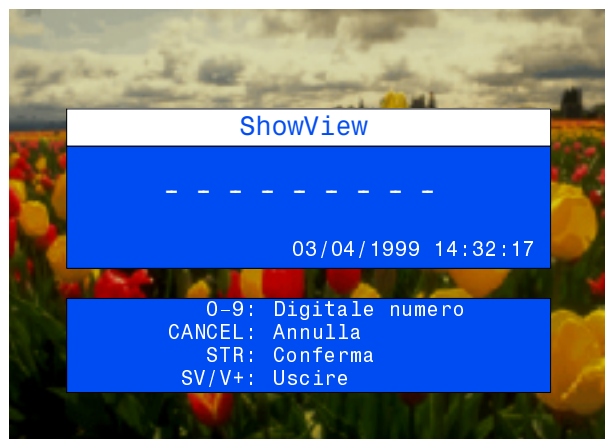 ShowView
- - - - - - - - -
03/04/1999 14:32:17
0-9: Digitale numero
CANCEL: Annulla
STR: Conferma
SV/V+: Uscire